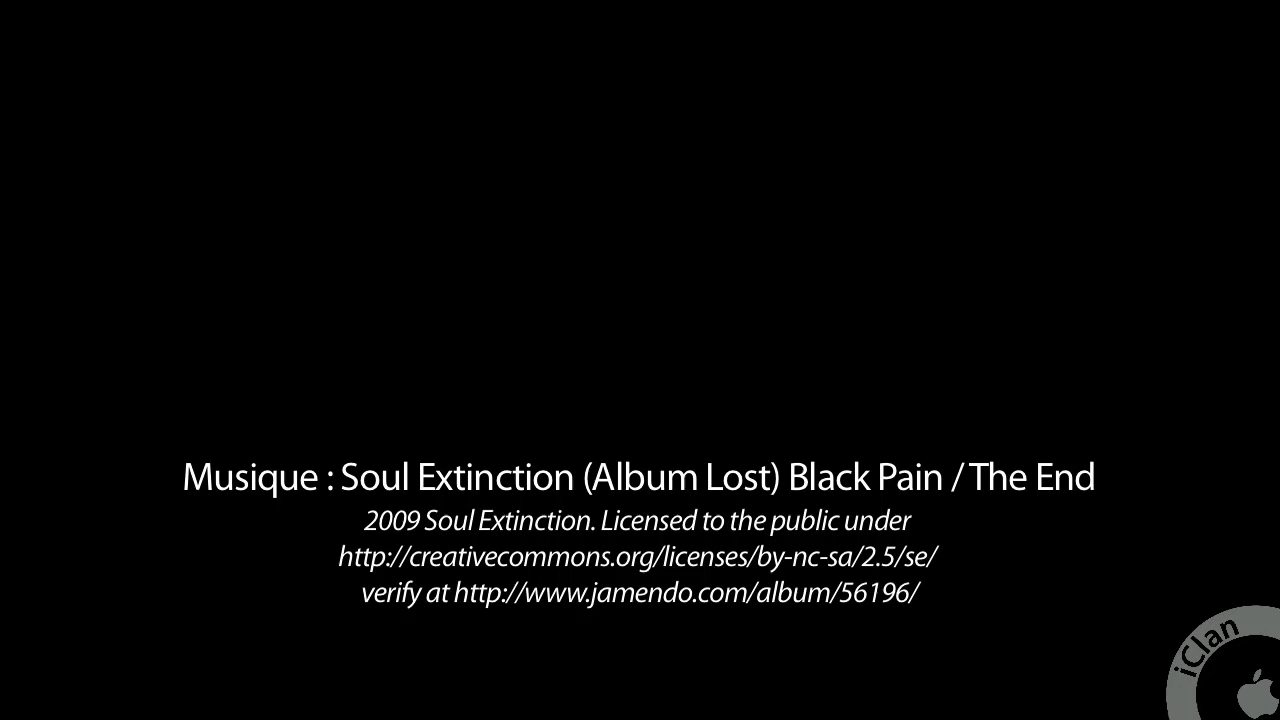 Musique : Soul Extinction (Album Lost) Black Pain / The End
2009 Soul Extinction. Licensed to the public under
http://creativecommons.org/licenses/by-nc-sa/2.5/se/
verify at http://www.jamendo.com/album/56196/
iClan